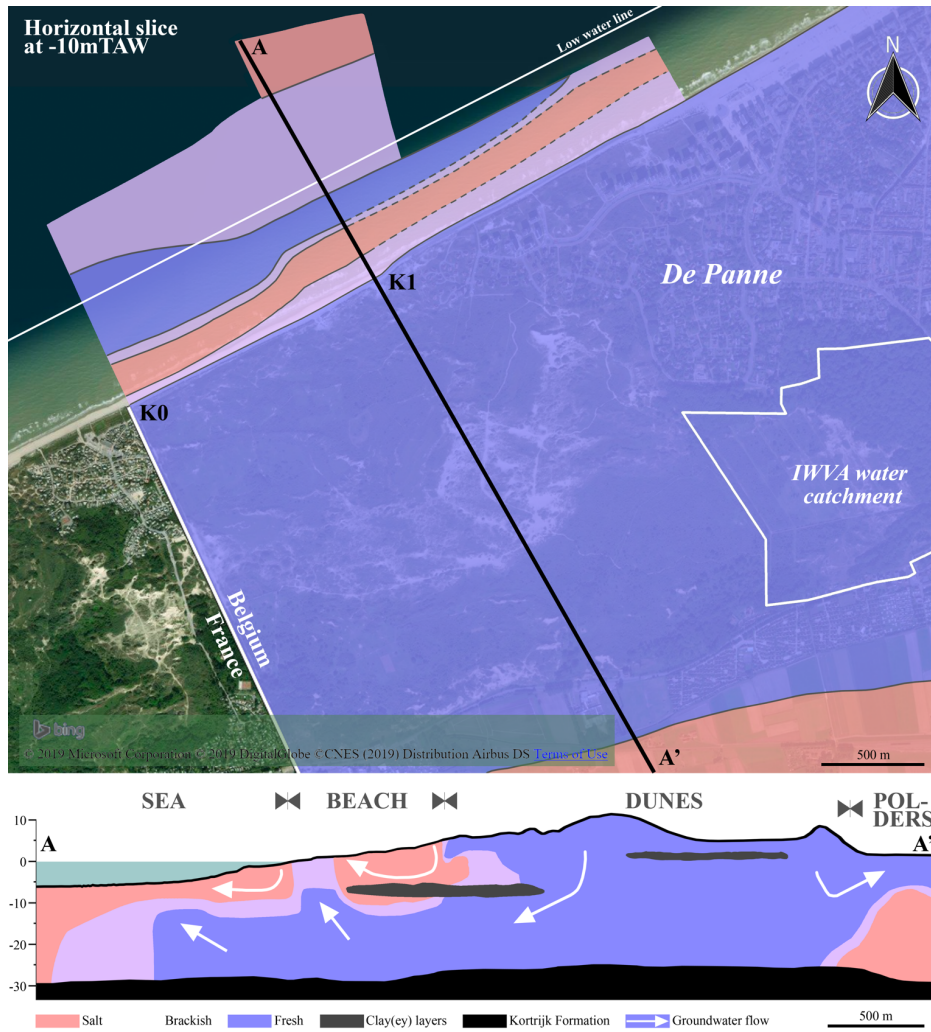 Horizontal slice
at -10mTAW
A
Low water line
N
De Panne
K1
K0
IWVA water
catchment
Belgium
France
bing
© 2019 Microsoft Corporation © 2019 DigitalGlobe ©CNES (2019) Distribution Airbus DS Terms of Use
A'
500 m
SEA
BEACH
DUNES
POL-
DERS
A
A'
10
0
-10
-20
-30
Salt
Brackish
Fresh
Clay(ey) layers
Kortrijk Formation
Groundwater flow
500 m